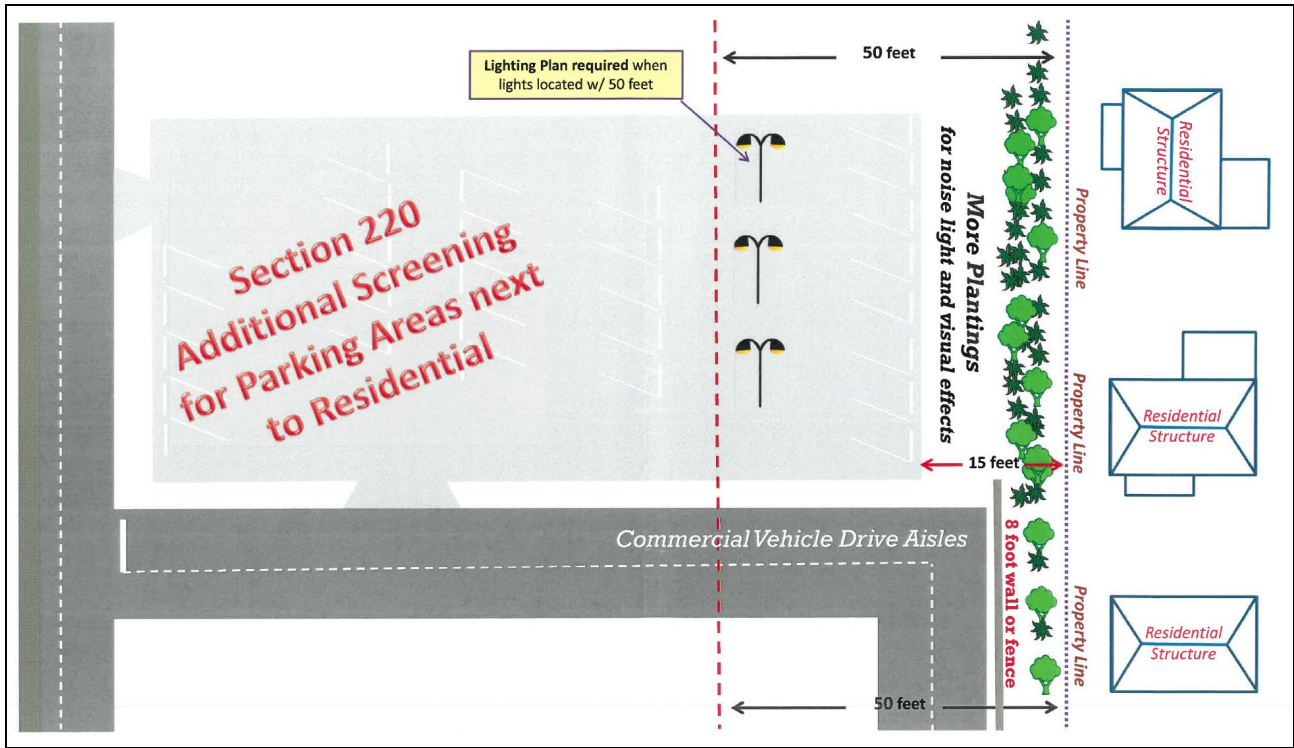 50 feet
Lighting Plan required when
lights located w/ 50 feet
Section 220
Additional Screening
for Parking Areas next
to Residential
More Plantings
for noise light and visual effects
Property Line
Residential
Structure
Property Line
Residential
Structure
15 feet
Commercial Vehicle Drive Aisles
8 foot wall or fence
Property Line
Residential
Structure
50 feet